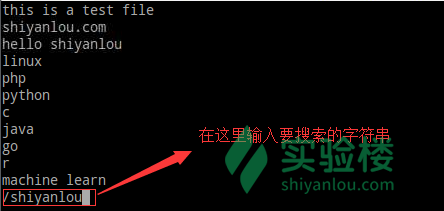 this is a test file
shiyanlou.com
hello shiyanlou
linux
php
python
c
java
go
r
machine learn
/shiyanlou
在这里输入要搜索的字符串
实验楼
shiyanlou.com